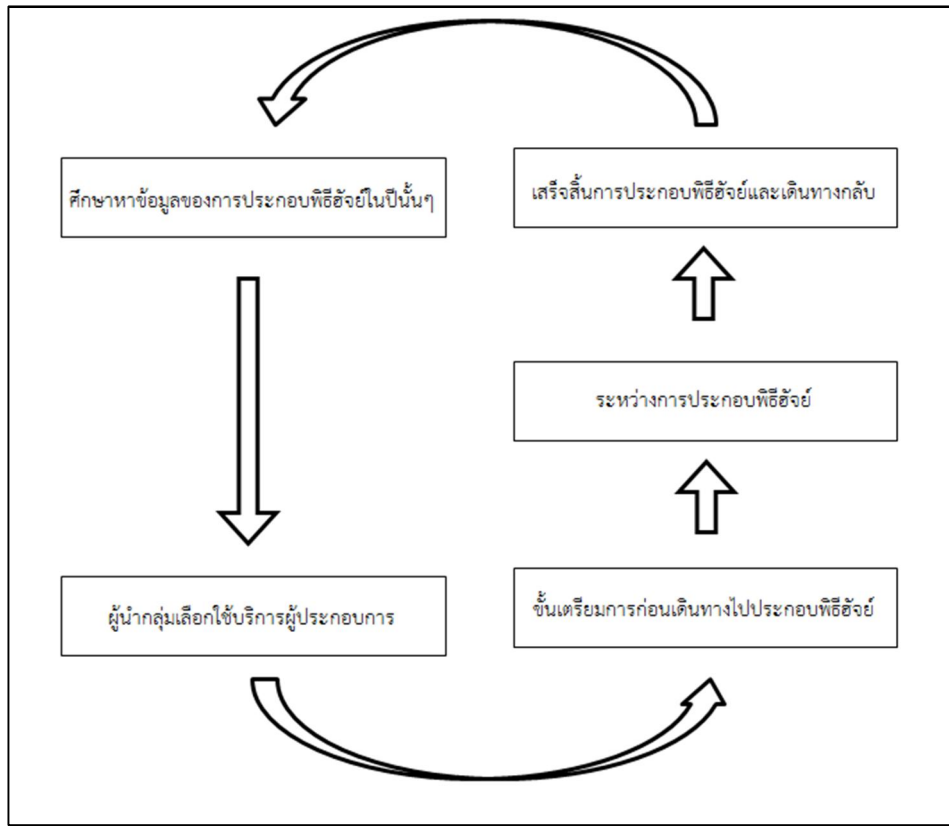 ศึกษาหาข้อมูลของการประกอบพิธีฮัจย์ในปีนั้นๆ
ผู้นำกลุ่มเลือกใช้บริการผู้ประกอบการ
ขั้นเตรียมการก่อนเดินทางไปประกอบพิธีฮัจย์
ระหว่างการประกอบพิธีฮัจย์
เสร็จสิ้นการประกอบพิธีฮัจย์และเดินทางกลับ